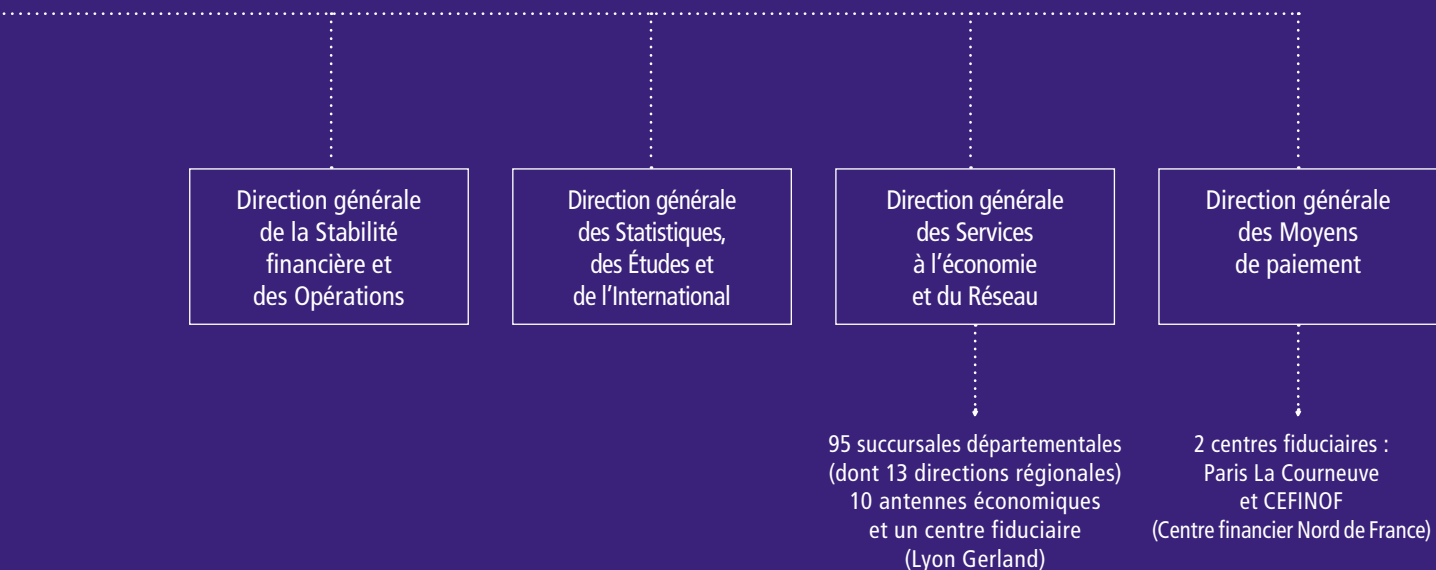 Direction générale
de la Stabilité
financière et
des Opérations
Direction générale
des Statistiques,
des Études et
de l'International
Direction générale
des Services
à l'économie
et du Réseau
Direction générale
des Moyens
de paiement
95 succursales départementales
(dont 13 directions régionales)
10 antennes économiques
et un centre fiduciaire
(Lyon Gerland)
2 centres fiduciaires :
Paris La Courneuve
et CEFINOF
(Centre financier Nord de France)